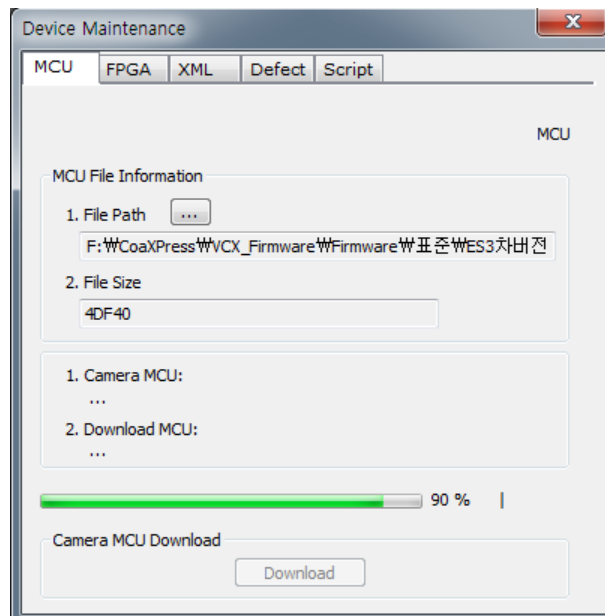 Device Maintenance
MCU FPGA XML Defect Script
MCU
MCU File Information
1. File Path ...
F:₩CoaXPress₩VCX_Firmware₩Firmware₩표준₩ES3차버전
2. File Size
4DF40
1. Camera MCU:
...
2. Download MCU:
...
90 % |
Camera MCU Download
Download